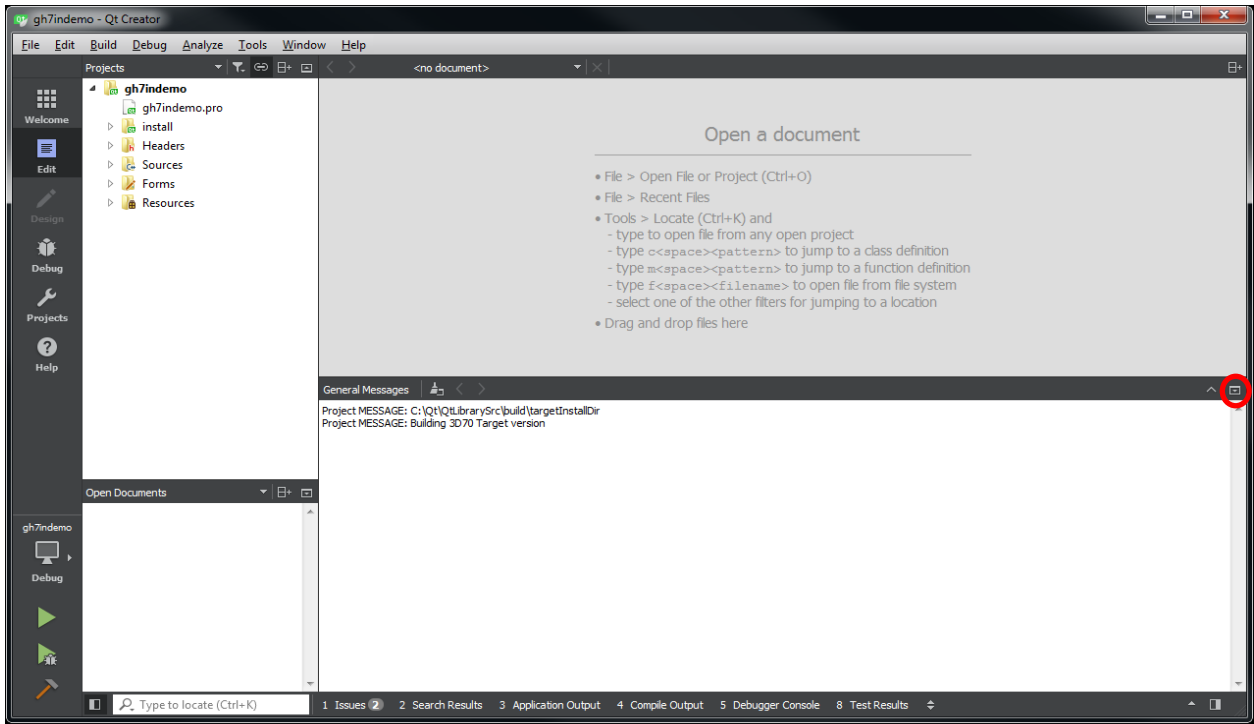 gh7indemo - Qt Creator
File Edit Build Debug Analyze Tools Window Help
Projects
<no document>
Welcome
Edit
Design
Debug
Projects
Help
gh7indemo
gh7indemo.pro
install
Headers
Sources
Forms
Resources
Open a document
• File > Open File or Project (Ctrl+O)
• File > Recent Files
• Tools > Locate (Ctrl+K) and
- type to open file from any open project
- type c<space><pattern> to jump to a class definition
- type m<space><pattern> to jump to a function definition
- type f<space><filename> to open file from file system
- select one of the other filters for jumping to a location
• Drag and drop files here
General Messages
Project MESSAGE: C:\Qt\QtLibrarySrc\build\targetInstallDir
Project MESSAGE: Building 3D70 Target version
Open Documents
gh7indemo
Debug
Type to locate (Ctrl+K)
1 Issues 2 2 Search Results 3 Application Output 4 Compile Output 5 Debugger Console 8 Test Results